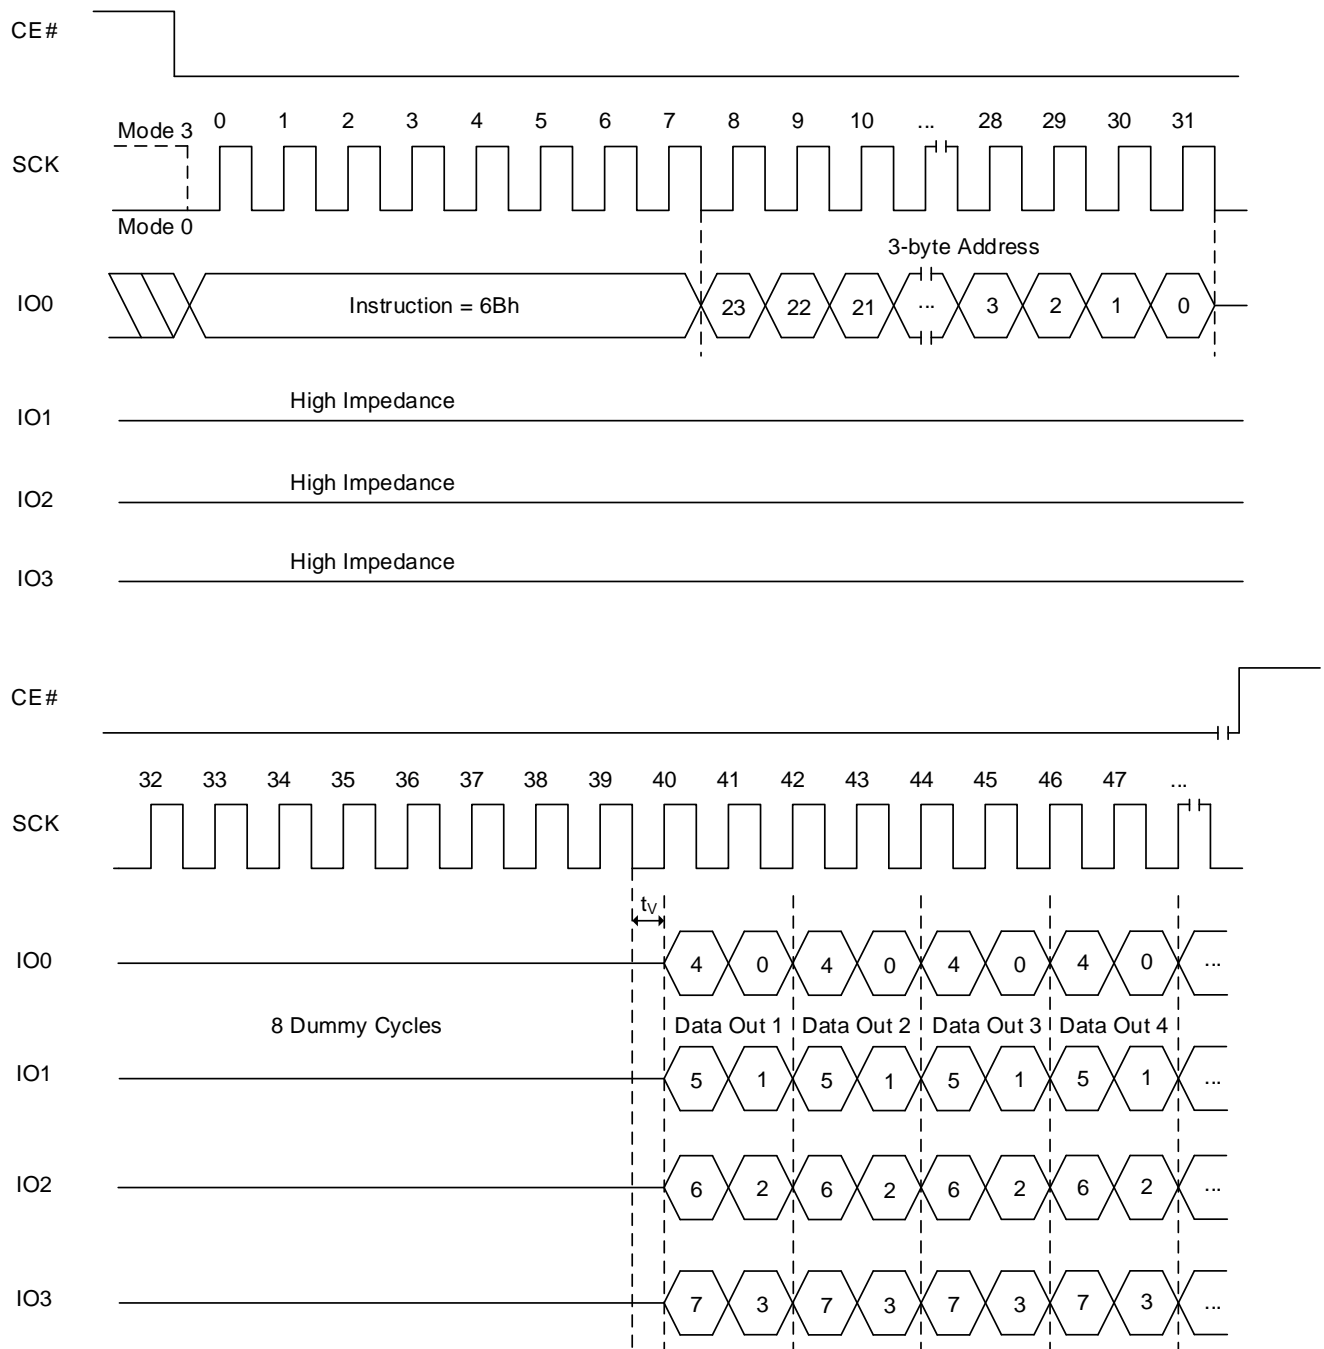 CE#
Mode 3 0 1 2 3 4 5 6 7 8 9 10 ... 28 29 30 31
SCK
Mode 0
3-byte Address
IO0 Instruction = 6Bh 23 22 21 ... 3 2 1 0
High Impedance
IO1
High Impedance
IO2
High Impedance
IO3
CE#
32 33 34 35 36 37 38 39 40 41 42 43 44 45 46 47 ...
SCK
tV
IO0 4 0 4 0 4 0 4 0 ...
8 Dummy Cycles Data Out 1 Data Out 2 Data Out 3 Data Out 4
IO1 5 1 5 1 5 1 5 1 ...
IO2 6 2 6 2 6 2 6 2 ...
IO3 7 3 7 3 7 3 7 3 ...